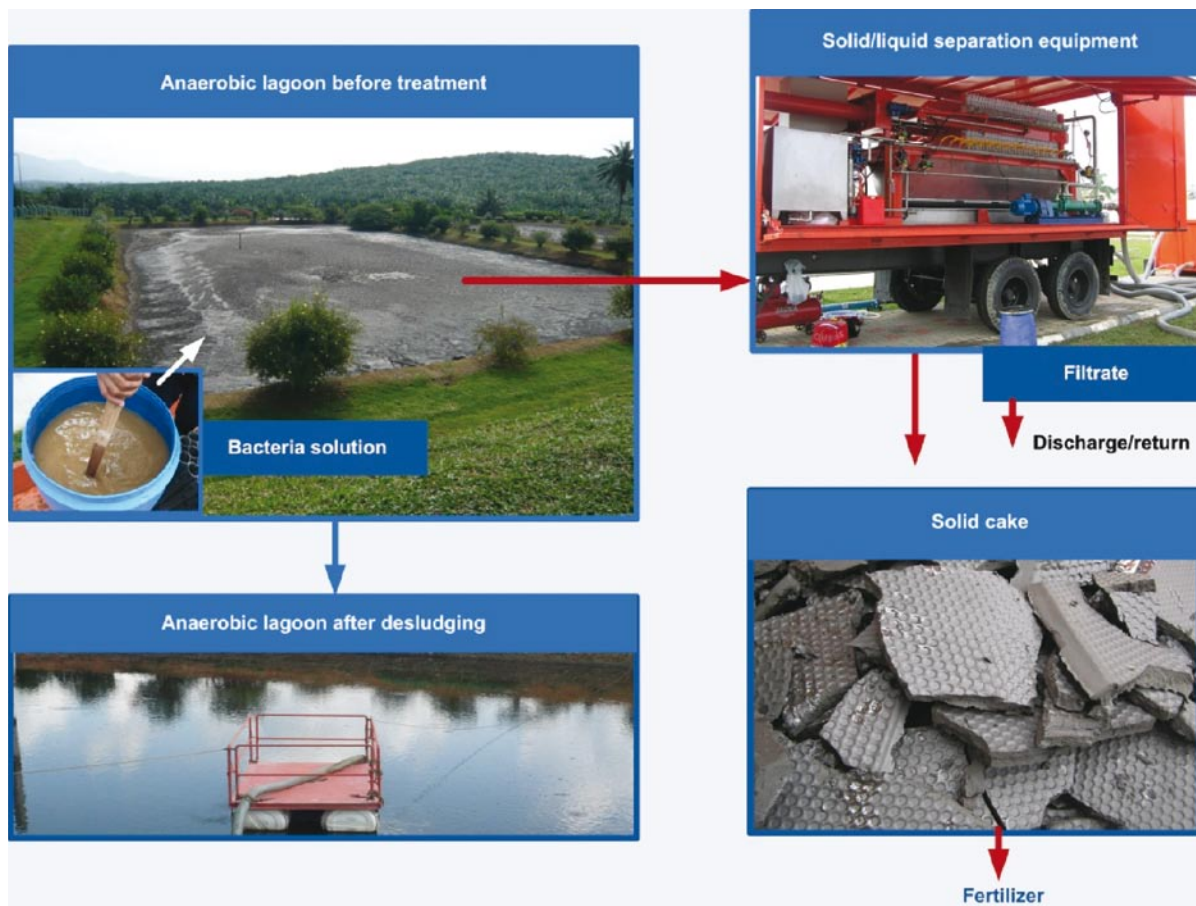 Anaerobic lagoon before treatment
Bacteria solution
Anaerobic lagoon after desludging
Solid/liquid separation equipment
Filtrate
Discharge/return
Solid cake
Fertilizer